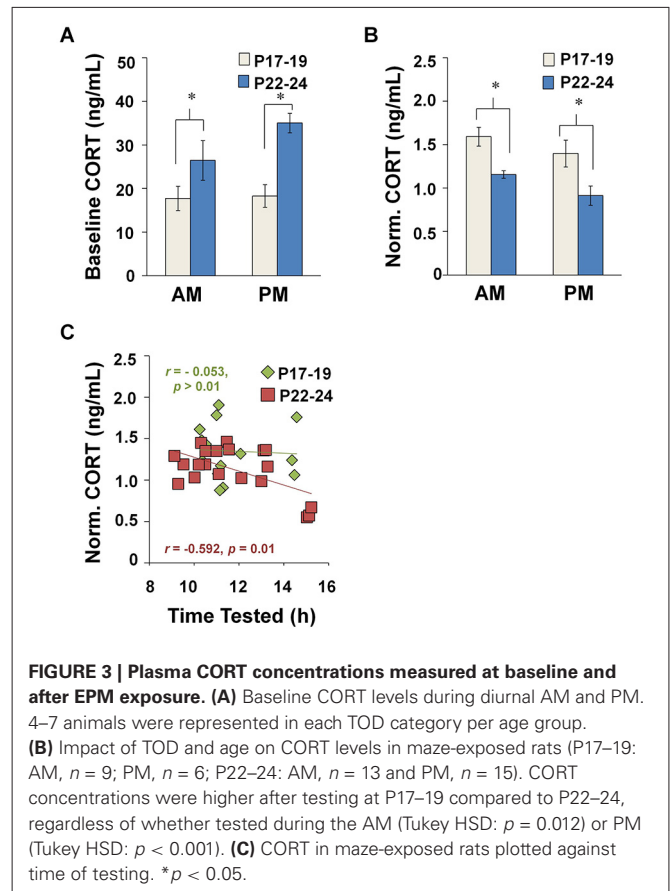 A
P17-19
P22-24
Baseline CORT (ng/mL)
50
40
30
20
10
0
*
*
AM
PM
B
P17-19
P22-24
Norm. CORT (ng/mL)
2.5
2.0
1.5
1.0
0.5
0
*
*
AM
PM
C
Norm. CORT (ng/mL)
2.5
2.0
1.5
1.0
0.5
0
r = - 0.053,
p > 0.01
P17-19
P22-24
r = -0.592, p = 0.01
8
10
12
14
16
Time Tested (h)
FIGURE 3 | Plasma CORT concentrations measured at baseline and
after EPM exposure. (A) Baseline CORT levels during diurnal AM and PM.
4–7 animals were represented in each TOD category per age group.
(B) Impact of TOD and age on CORT levels in maze-exposed rats (P17–19:
AM, n = 9; PM, n = 6; P22–24: AM, n = 13 and PM, n = 15). CORT
concentrations were higher after testing at P17–19 compared to P22–24,
regardless of whether tested during the AM (Tukey HSD: p = 0.012) or PM
(Tukey HSD: p < 0.001). (C) CORT in maze-exposed rats plotted against
time of testing. *p < 0.05.